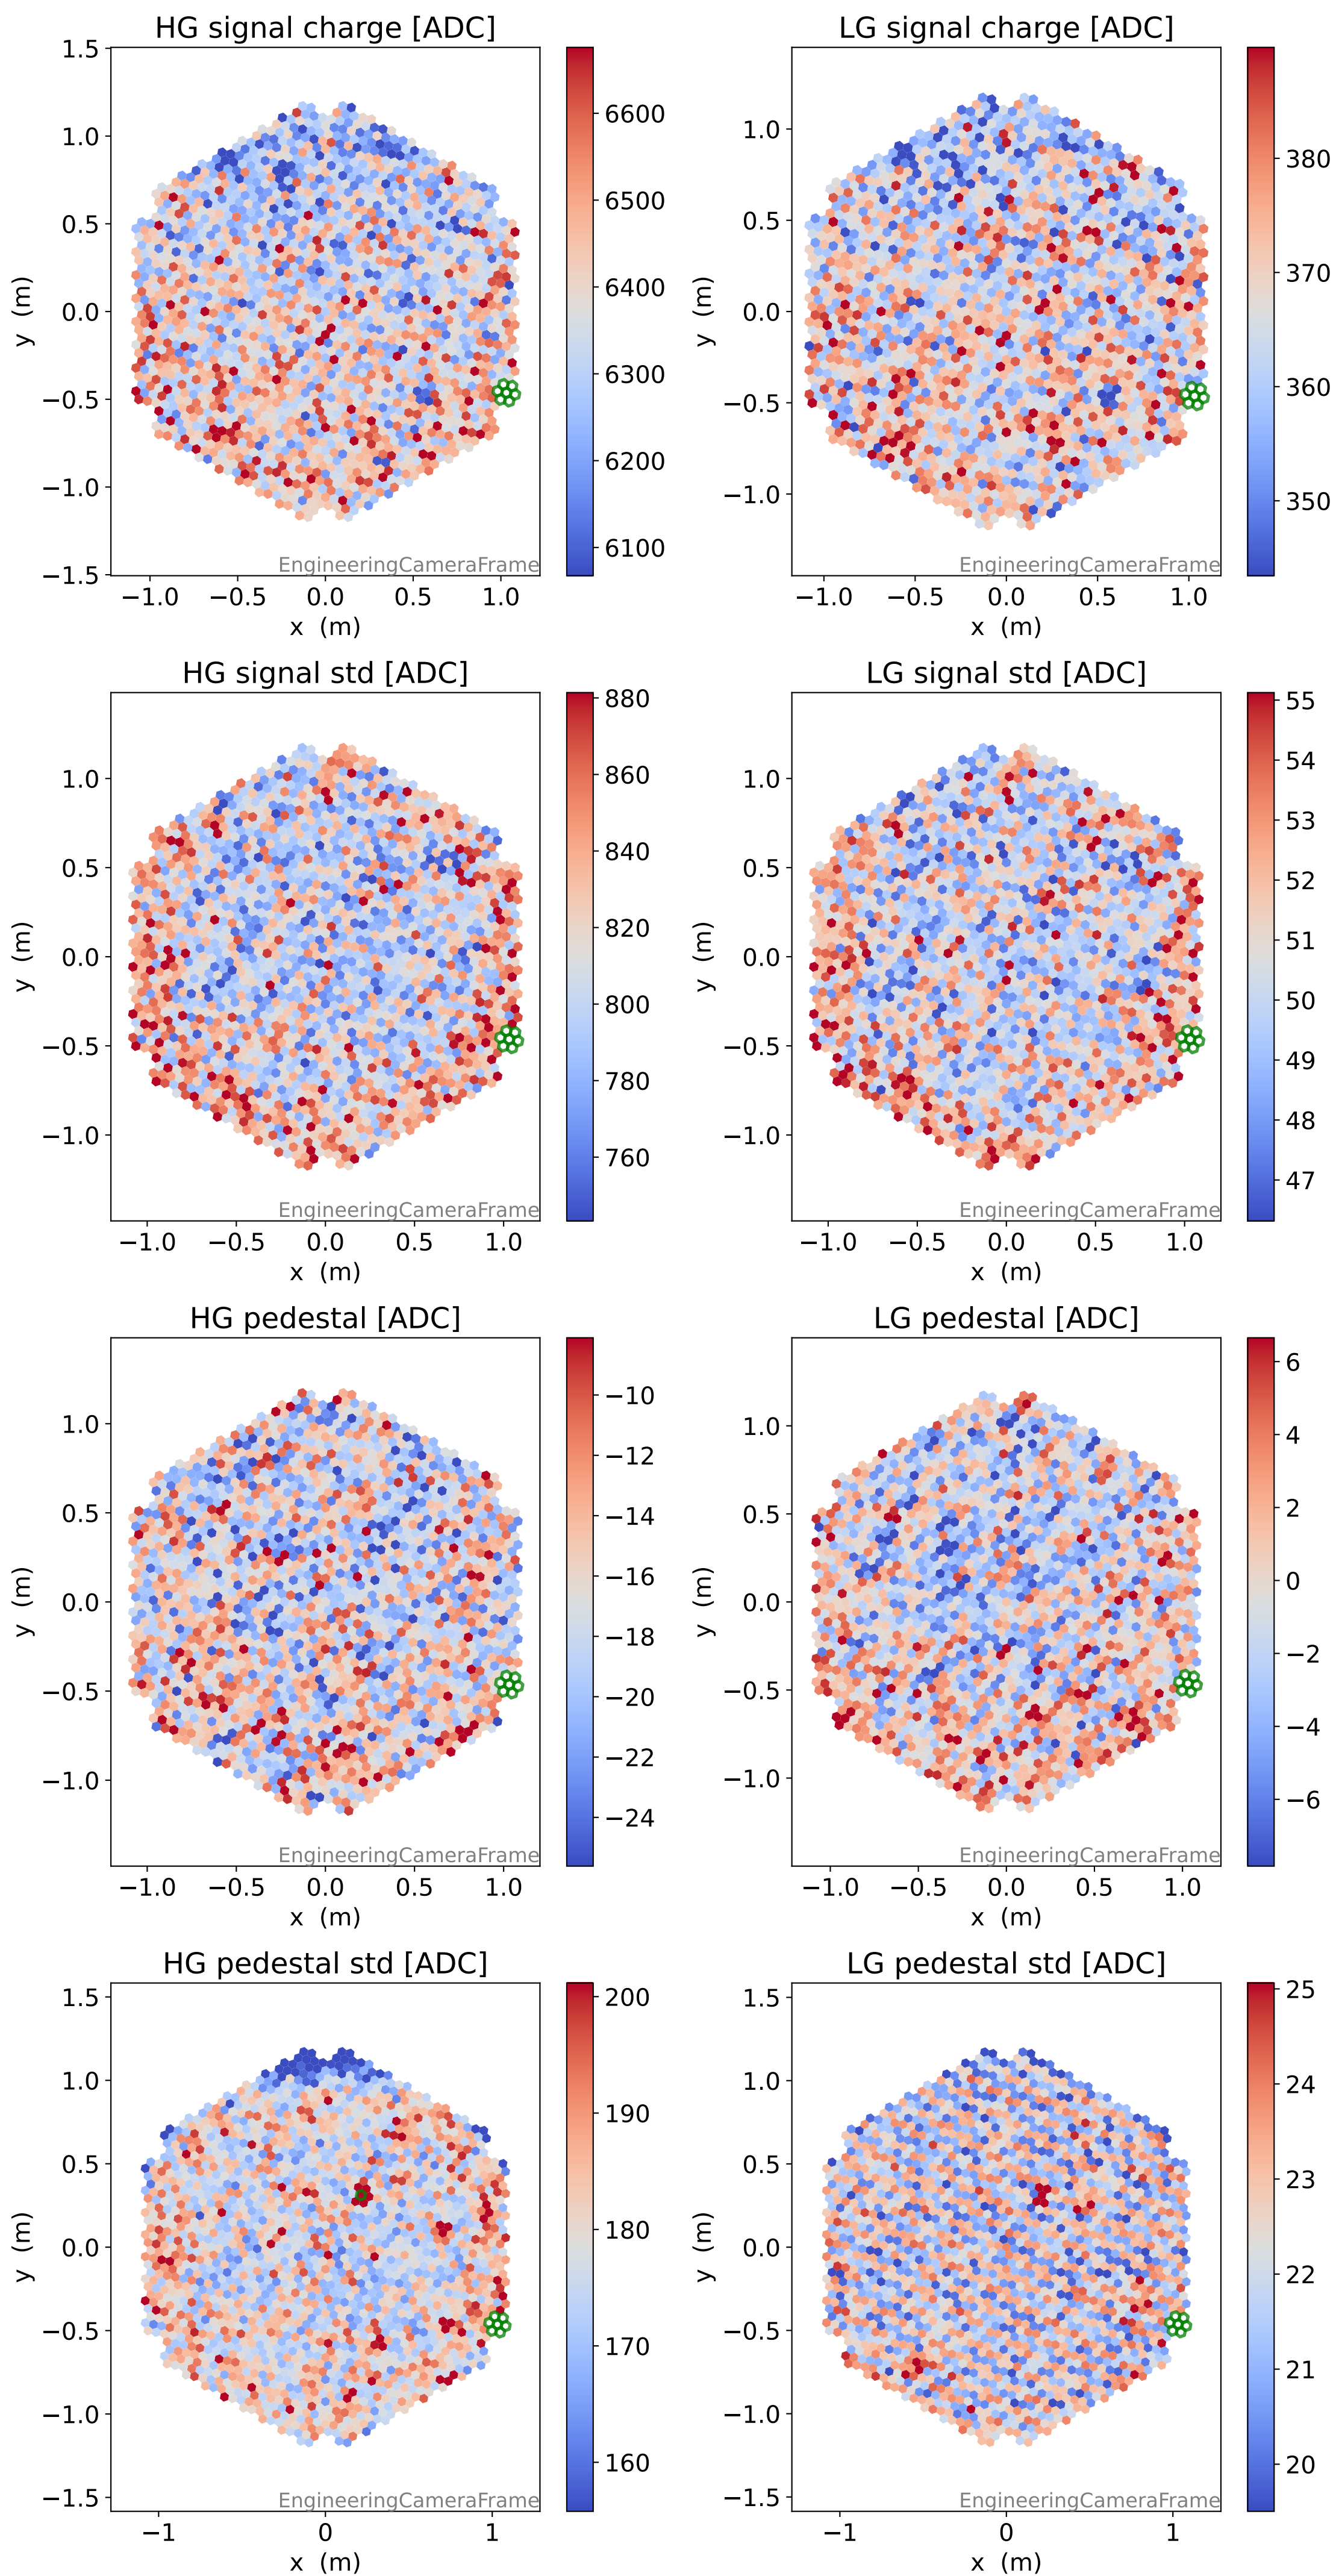 HG signal charge [ADC]
1.5
1.0
0.5
0.0
−0.5
−1.0
−1.5
y (m)
−1.0 −0.5 0.0 0.5 1.0
x (m)
EngineeringCameraFrame
6600
6500
6400
6300
6200
6100
LG signal charge [ADC]
1.0
0.5
0.0
−0.5
−1.0
y (m)
−1.0 −0.5 0.0 0.5 1.0
x (m)
EngineeringCameraFrame
380
370
360
350
HG signal std [ADC]
1.0
0.5
0.0
−0.5
−1.0
y (m)
−1.0 −0.5 0.0 0.5 1.0
x (m)
EngineeringCameraFrame
880
860
840
820
800
780
760
LG signal std [ADC]
1.0
0.5
0.0
−0.5
−1.0
y (m)
−1.0 −0.5 0.0 0.5 1.0
x (m)
EngineeringCameraFrame
55
54
53
52
51
50
49
48
47
HG pedestal [ADC]
1.0
0.5
0.0
−0.5
−1.0
y (m)
−1.0 −0.5 0.0 0.5 1.0
x (m)
EngineeringCameraFrame
−10
−12
−14
−16
−18
−20
−22
−24
LG pedestal [ADC]
1.0
0.5
0.0
−0.5
−1.0
y (m)
−1.0 −0.5 0.0 0.5 1.0
x (m)
EngineeringCameraFrame
6
4
2
0
−2
−4
−6
HG pedestal std [ADC]
1.5
1.0
0.5
0.0
−0.5
−1.0
−1.5
y (m)
−1 0 1
x (m)
EngineeringCameraFrame
200
190
180
170
160
LG pedestal std [ADC]
1.5
1.0
0.5
0.0
−0.5
−1.0
−1.5
y (m)
−1 0 1
x (m)
EngineeringCameraFrame
25
24
23
22
21
20